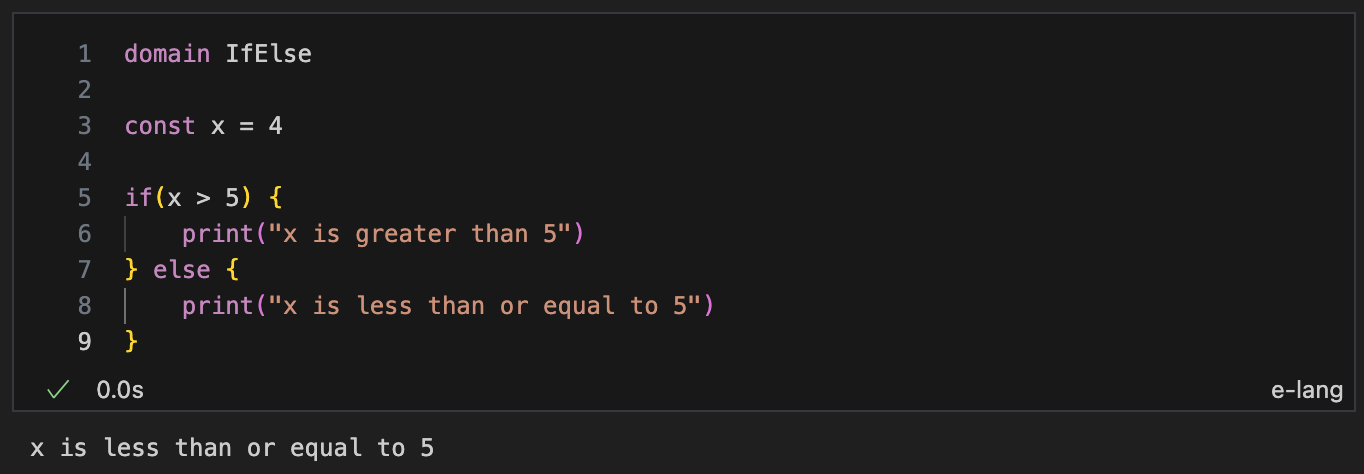 1 domain IfElse
2
3 const x = 4
4
5 if(x > 5) {
6     print("x is greater than 5")
7 } else {
8     print("x is less than or equal to 5")
9 }
0.0s e-lang
x is less than or equal to 5